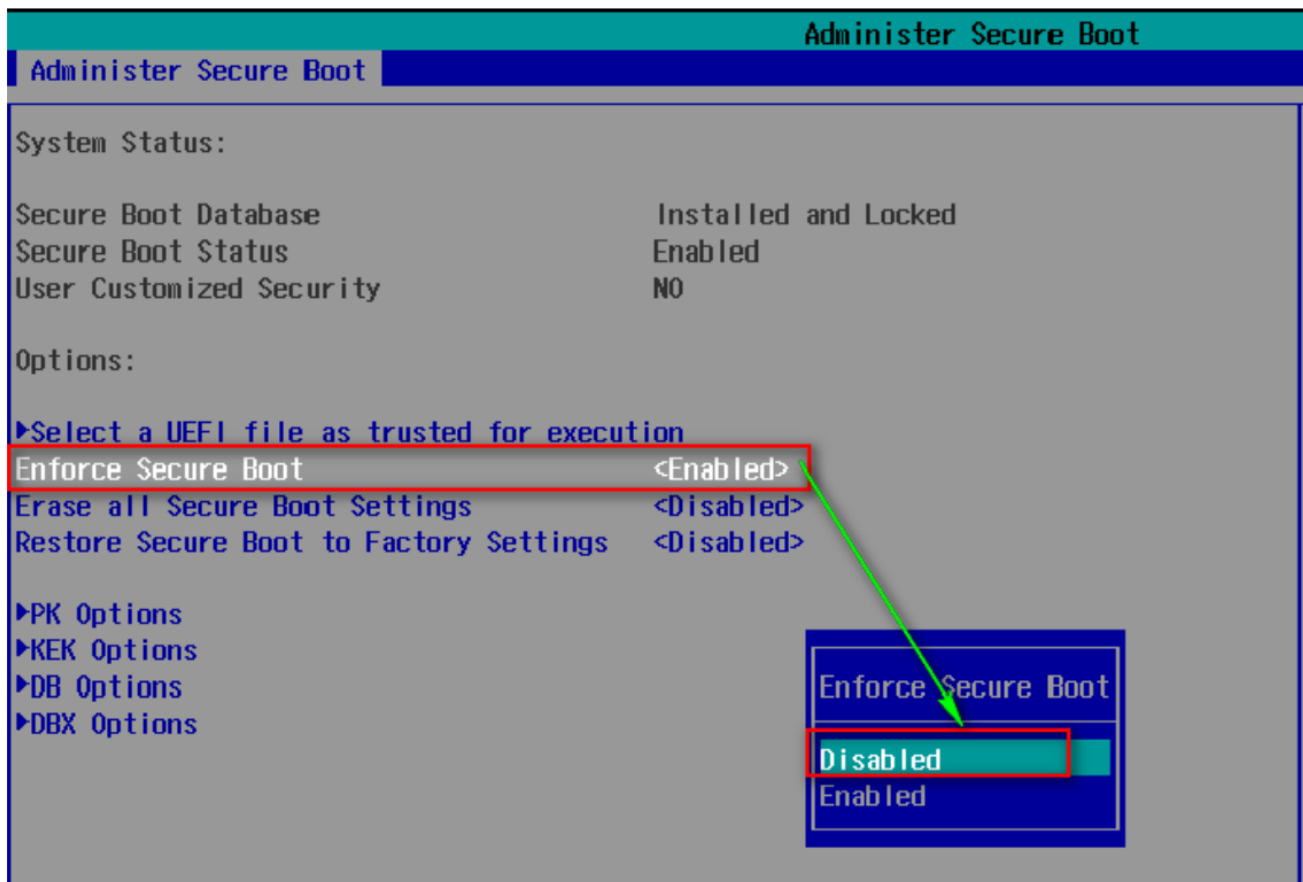 Administer Secure Boot
Administer Secure Boot
System Status:
Secure Boot Database Installed and Locked
Secure Boot Status Enabled
User Customized Security NO
Options:
▶Select a UEFI file as trusted for execution
Enforce Secure Boot <Enabled>
Erase all Secure Boot Settings <Disabled>
Restore Secure Boot to Factory Settings <Disabled>
▶PK Options
▶KEK Options
▶DB Options
▶DBX Options
Enforce Secure Boot
Disabled
Enabled